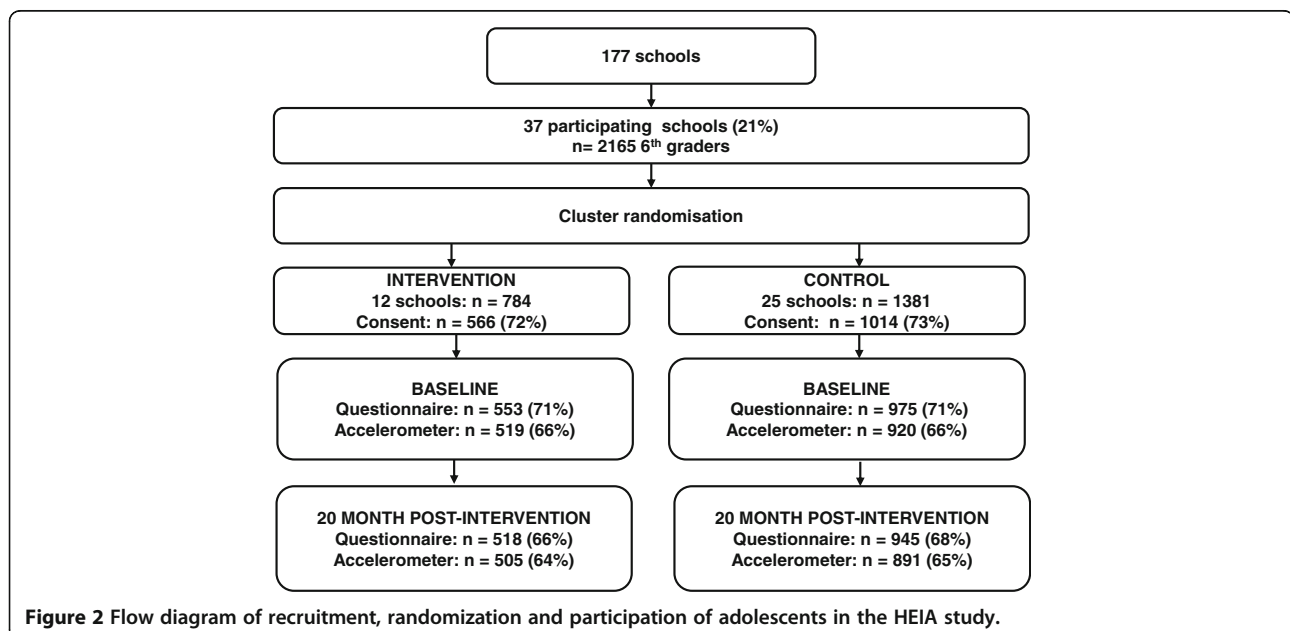 177 schools
37 participating schools (21%)
n= 2165 6th graders
Cluster randomisation
INTERVENTION
12 schools: n = 784
Consent: n = 566 (72%)
CONTROL
25 schools: n = 1381
Consent: n = 1014 (73%)
BASELINE
Questionnaire: n = 553 (71%)
Accelerometer: n = 519 (66%)
BASELINE
Questionnaire: n = 975 (71%)
Accelerometer: n = 920 (66%)
20 MONTH POST-INTERVENTION
Questionnaire: n = 518 (66%)
Accelerometer: n = 505 (64%)
20 MONTH POST-INTERVENTION
Questionnaire: n = 945 (68%)
Accelerometer: n = 891 (65%)
Figure 2 Flow diagram of recruitment, randomization and participation of adolescents in the HEIA study.